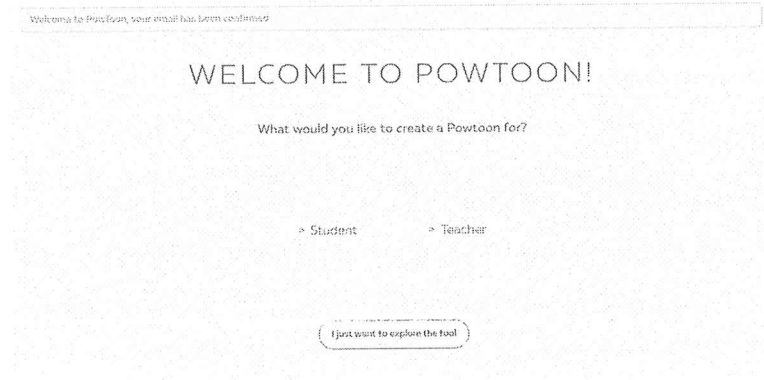 Welcome to PowToon, your email has been confirmed
WELCOME TO POWTOON!
What would you like to create a Powtoon for?
> Student > Teacher
I just want to explore the tool